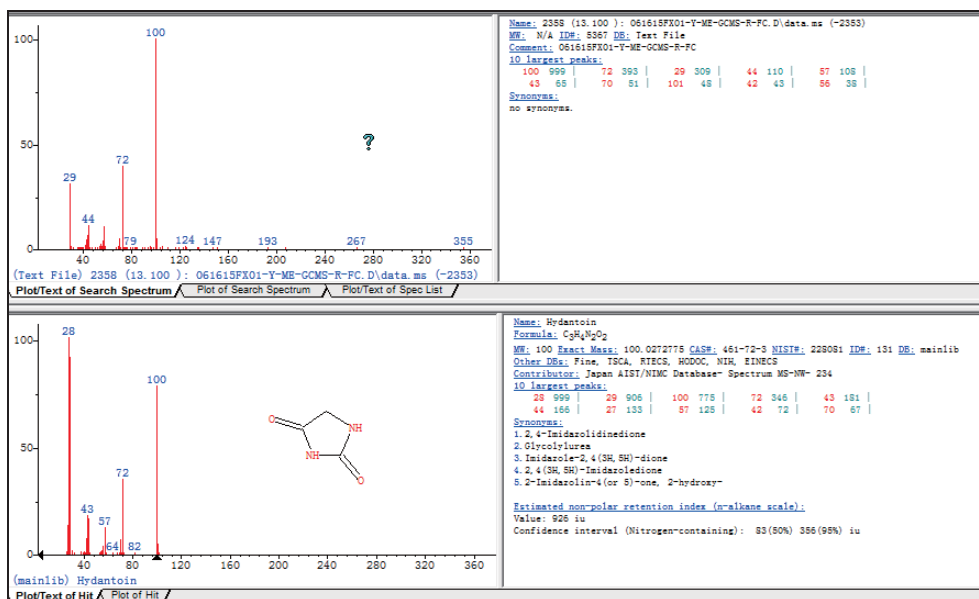 100
50
0
29
44
72
79
100
124
147
193
267
355
?
40 80 120 160 200 240 280 320 360
(Text File) 2358 (13.100 ): 061615FX01-Y-ME-GCMS-R-FC.D\data.ms (-2353)
Plot/Text of Search Spectrum Plot of Search Spectrum Plot/Text of Spec List
Name: 2358 (13.100 ): 061615FX01-Y-ME-GCMS-R-FC.D\data.ms (-2353)
MW: N/A ID#: 5367 DB: Text File
Comment: 061615FX01-Y-ME-GCMS-R-FC
10 largest peaks:
100 999 | 72 393 | 29 309 | 44 110 | 57 108 |
43 65 | 70 51 | 101 48 | 42 43 | 56 38 |
Synonyms:
no synonyms.
100
50
0
28
43
57
64
72
82
100
O
NH
NH
O
40 80 120 160 200 240 280 320 360
(mainlib) Hydantoin
Plot/Text of Hit Plot of Hit
Name: Hydantoin
Formula: C3H4N2O2
MW: 100 Exact Mass: 100.0272775 CAS#: 461-72-3 NIST#: 228081 ID#: 131 DB: mainlib
Other DBs: Fine, TSCA, RTECS, HODOC, NIH, EINECS
Contributor: Japan AIST/NIMC Database- Spectrum MS-NW- 234
10 largest peaks:
28 999 | 29 906 | 100 775 | 72 346 | 43 181 |
44 166 | 27 133 | 57 125 | 42 72 | 70 67 |
Synonyms:
1. 2,4-Imidazolidinedione
2. Glycolylurea
3. Imidazole-2,4(3H,5H)-dione
4. 2,4(3H,5H)-Imidazoledione
5. 2-Imidazolin-4(or 5)-one, 2-hydroxy-
Estimated non-polar retention index (n-alkane scale):
Value: 926 iu
Confidence interval (Nitrogen-containing): 83(50%) 356(95%) iu